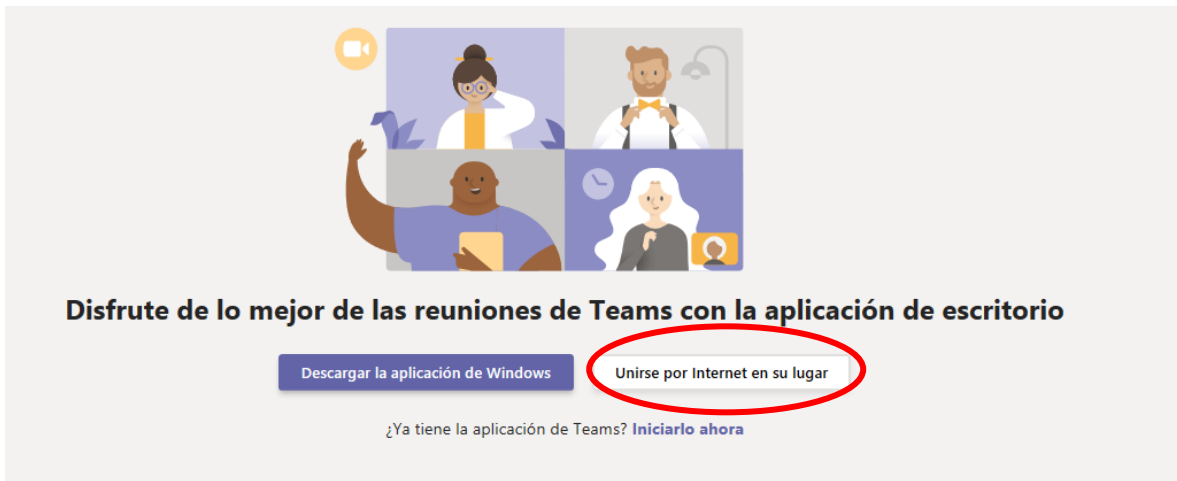 Disfrute de lo mejor de las reuniones de Teams con la aplicación de escritorio
Descargar la aplicación de Windows
Unirse por Internet en su lugar
¿Ya tiene la aplicación de Teams? Iniciarlo ahora